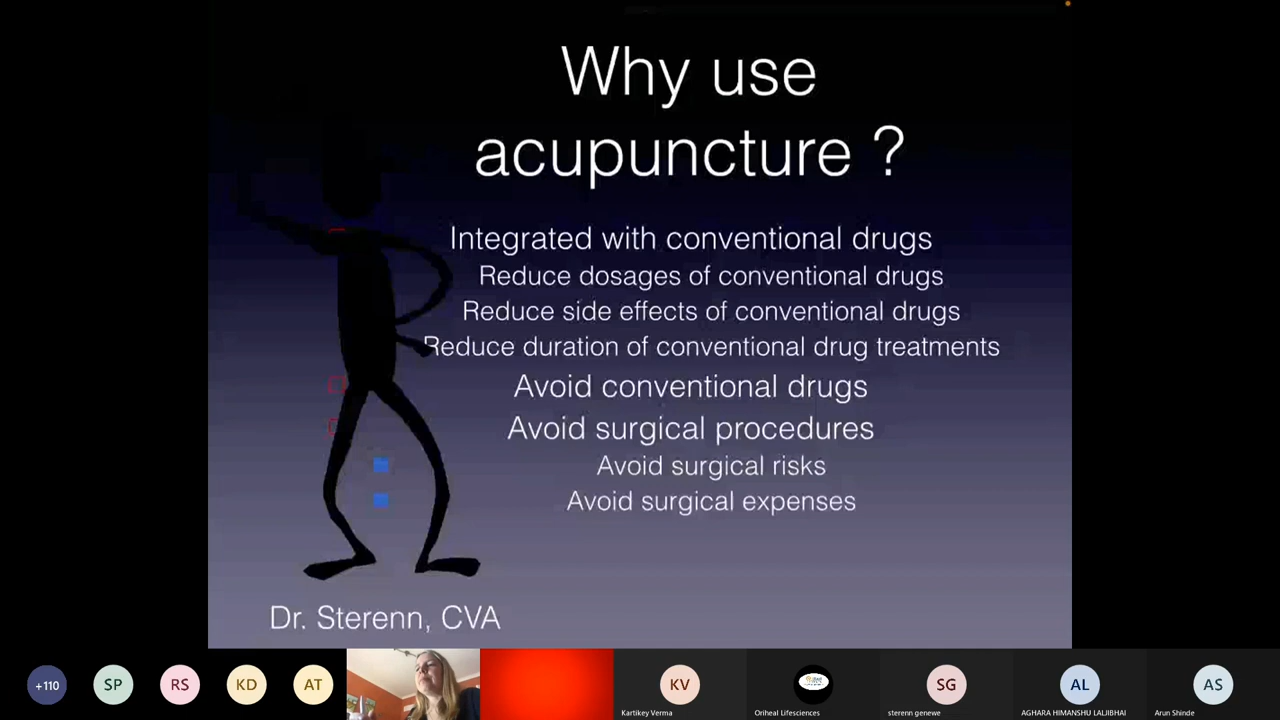 Why use
acupuncture ?
Integrated with conventional drugs
Reduce dosages of conventional drugs
Reduce side effects of conventional drugs
Reduce duration of conventional drug treatments
Avoid conventional drugs
Avoid surgical procedures
Avoid surgical risks
Avoid surgical expenses
Dr. Sterenn, CVA
+110
SP
RS
KD
AT
KV
SG
AL
AS
Kartikey Verma
Oriheal Lifesciences
sterenn genewe
AGHARA HIMANSHU LALJIBHAI
Arun Shinde